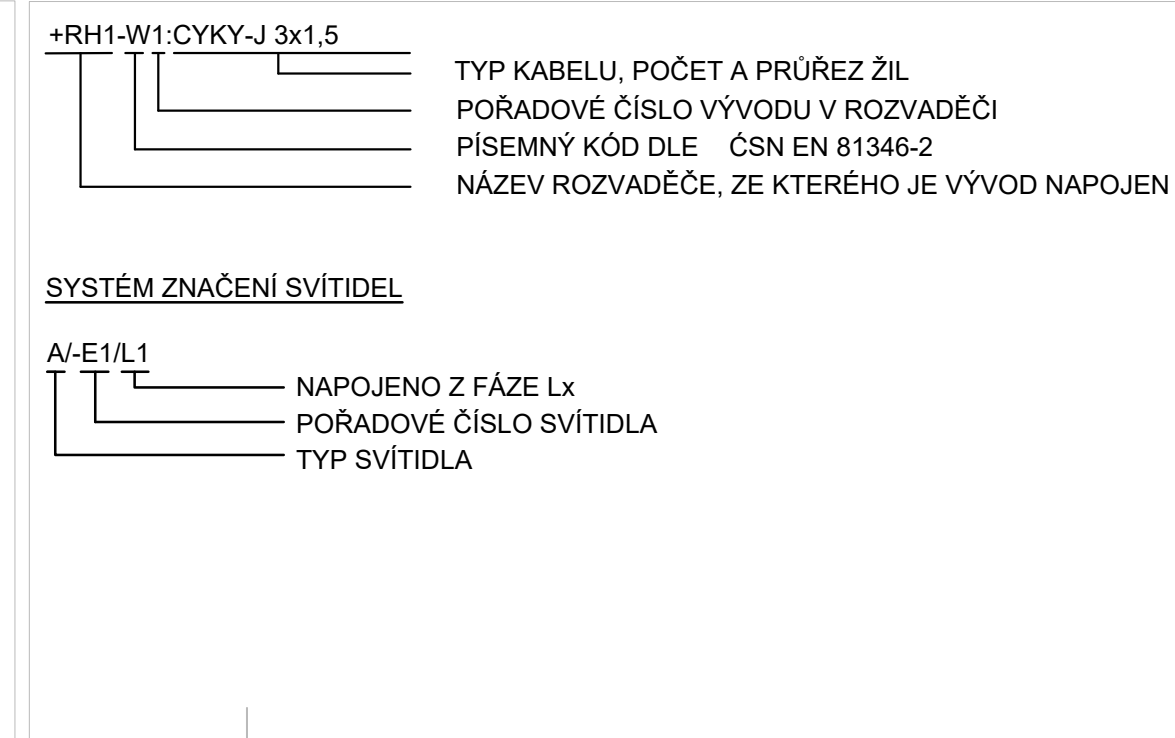 +RH1-W1:CYKY-J 3x1,5
TYP KABELU, POČET A PRŮŘEZ ŽIL
POŘADOVÉ ČÍSLO VÝVODU V ROZVADĚČI
PÍSEMNÝ KÓD DLE ĆSN EN 81346-2
NÁZEV ROZVADĚČE, ZE KTERÉHO JE VÝVOD NAPOJEN
SYSTÉM ZNAČENÍ SVÍTIDEL
A/-E1/L1
NAPOJENO Z FÁZE Lx
POŘADOVÉ ČÍSLO SVÍTIDLA
TYP SVÍTIDLA